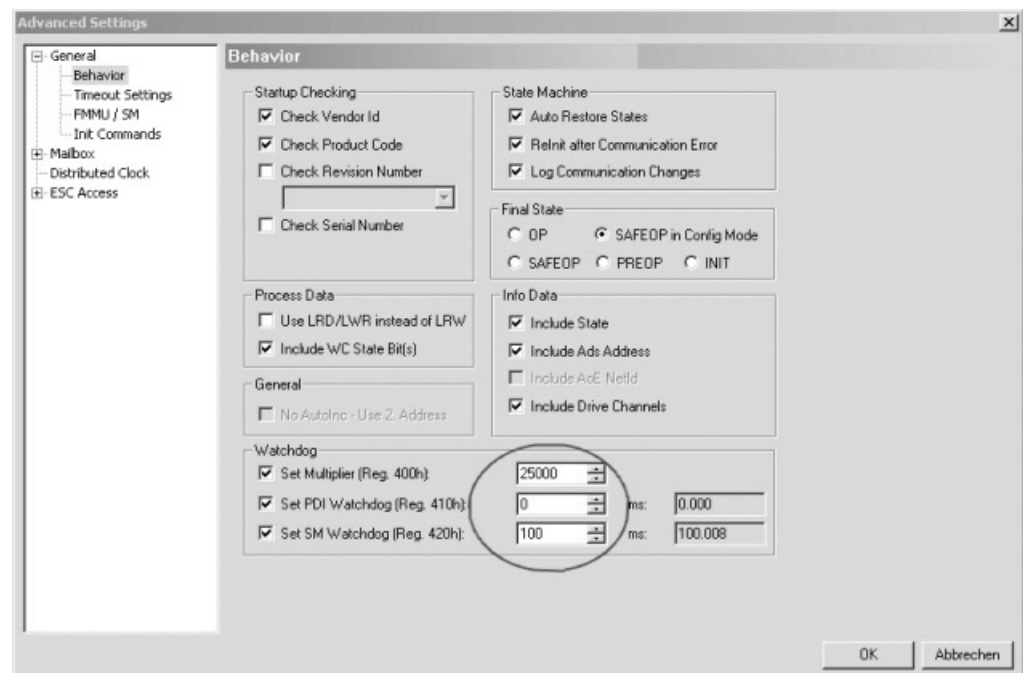 Advanced Settings
General
Behavior
Timeout Settings
FMMU / SM
Init Commands
Mailbox
Distributed Clock
ESC Access
Behavior
Startup Checking
Check Vendor Id
Check Product Code
Check Revision Number
Check Serial Number
State Machine
Auto Restore States
ReInit after Communication Error
Log Communication Changes
Final State
OP
SAFEOP in Config Mode
SAFEOP
PREOP
INIT
Process Data
Use LRD/LWR instead of LRW
Include WC State Bit(s)
General
No AutoInc - Use 2. Address
Info Data
Include State
Include Ads Address
Include AoE NetId
Include Drive Channels
Watchdog
Set Multiplier (Reg. 400h): 25000
Set PDI Watchdog (Reg. 410h): 0 ms: 0.000
Set SM Watchdog (Reg. 420h): 100 ms: 100.008
OK
Abbrechen